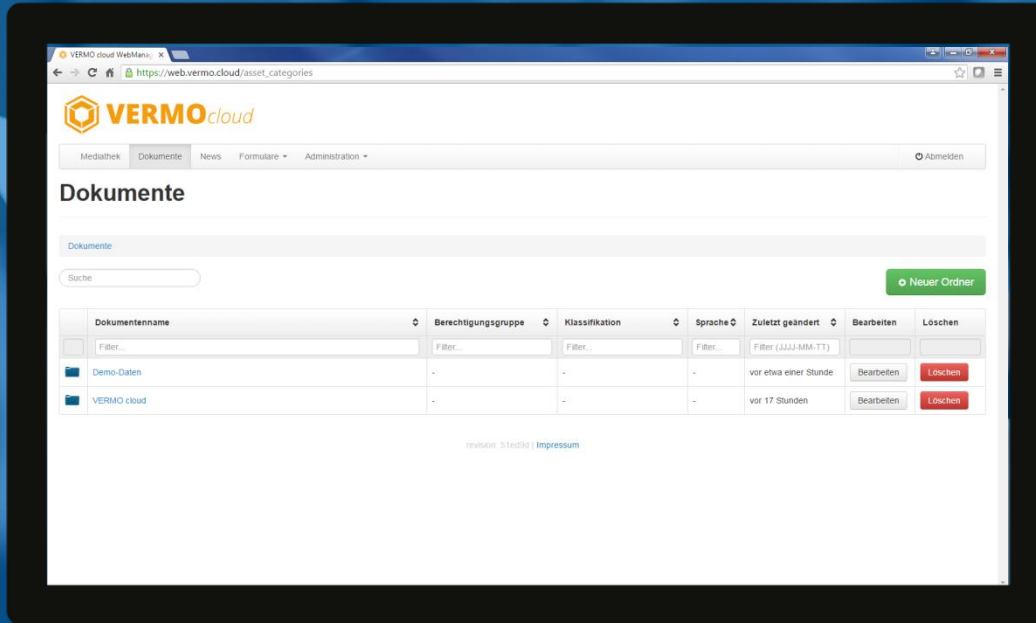 VERMO cloud WebManag
https://web.vermo.cloud/asset_categories
VERMOcloud
Mediathek Dokumente News Formulare Administration Abmelden
Dokumente
Dokumente
Suche
Neuer Ordner
Dokumentenname Berechtigungsgruppe Klassifikation Sprache Zuletzt geändert Bearbeiten Löschen
Filter... Filter... Filter... Filter... Filter (JJJJ-MM-TT)
Demo-Daten - - - vor etwa einer Stunde Bearbeiten Löschen
VERMO cloud - - - vor 17 Stunden Bearbeiten Löschen
revision: | Impressum